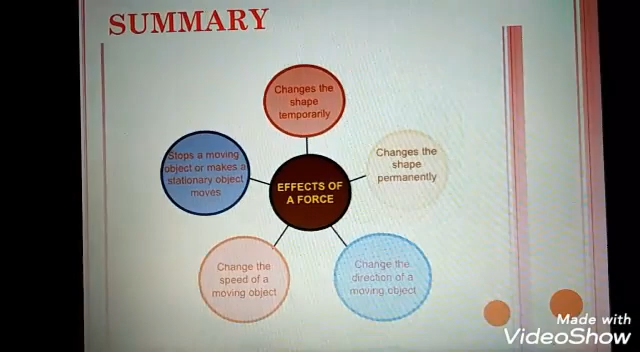 SUMMARY
Changes the
shape
temporarily
Stops a moving
object or makes a
stationary object
moves
Changes the
shape
permanently
EFFECTS OF
A FORCE
Change the
speed of a
moving object
Change the
direction of a
moving object
Made with
VideoShow